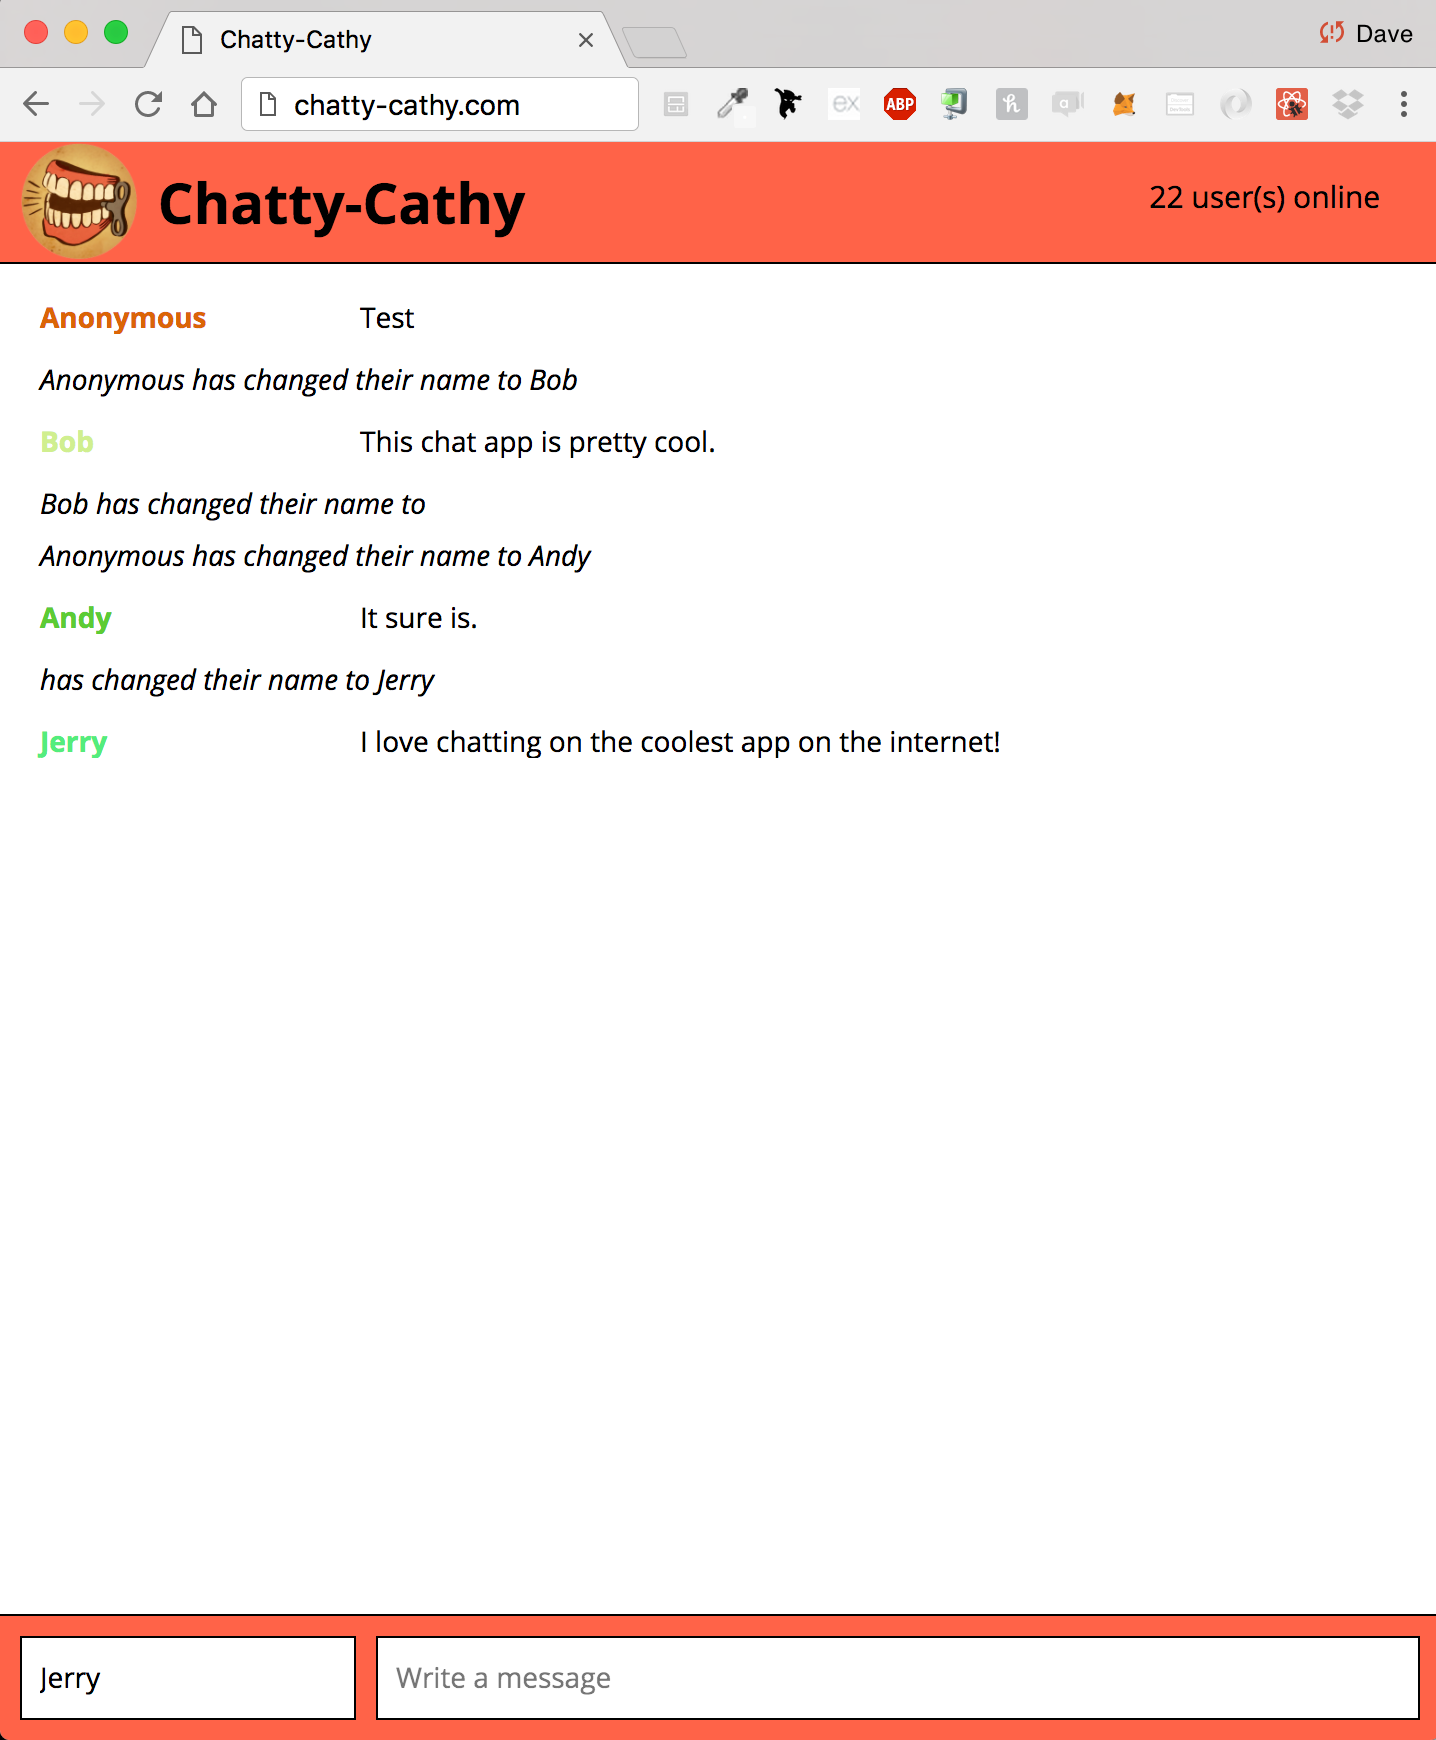 Chatty-Cathy
Dave
chatty-cathy.com
ex
ABP
h
a
Chatty-Cathy
22 user(s) online
Anonymous Test
Anonymous has changed their name to Bob
Bob This chat app is pretty cool.
Bob has changed their name to
Anonymous has changed their name to Andy
Andy It sure is.
has changed their name to Jerry
Jerry I love chatting on the coolest app on the internet!
Jerry
Write a message